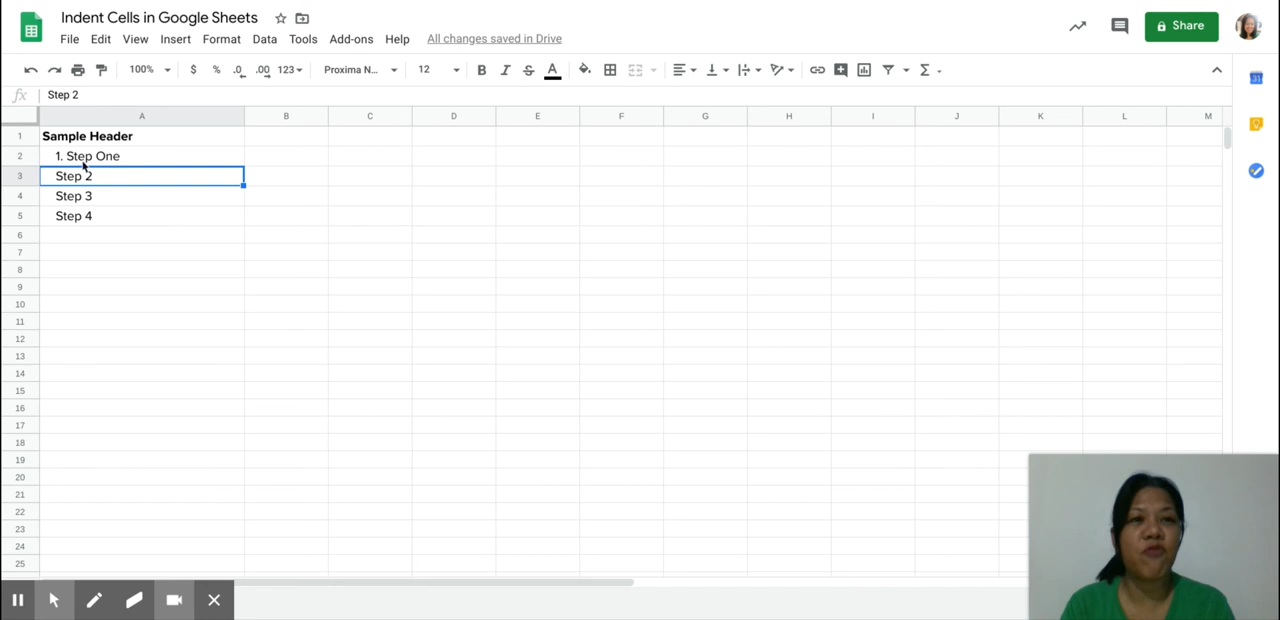 Indent Cells in Google Sheets
File Edit View Insert Format Data Tools Add-ons Help All changes saved in Drive
Share
100% $ % .0 .00 123 Proxima N... 12 B I S A Σ
fx Step 2
A B C D E F G H I J K L M
1 Sample Header
2 1. Step One
3 Step 2
4 Step 3
5 Step 4
6
7
8
9
10
11
12
13
14
15
16
17
18
19
20
21
22
23
24
25
31